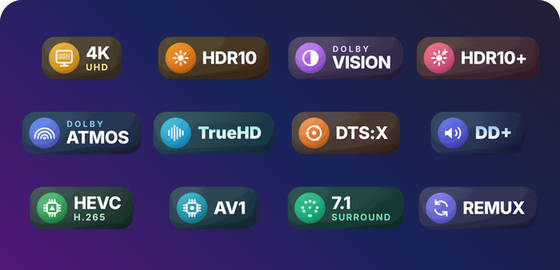 4K
UHD
HDR10
DOLBY
VISION
HDR10+
DOLBY
ATMOS
TrueHD
DTS:X
DD+
HEVC
H.265
AV1
7.1
SURROUND
REMUX